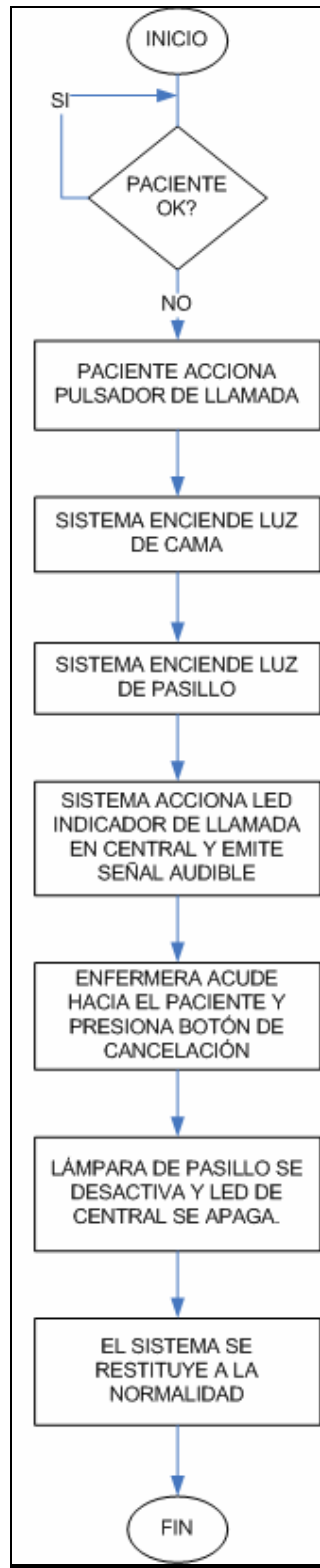 INICIO
SI
PACIENTE
OK?
NO
PACIENTE ACCIONA
PULSADOR DE LLAMADA
SISTEMA ENCIENDE LUZ
DE CAMA
SISTEMA ENCIENDE LUZ
DE PASILLO
SISTEMA ACCIONA LED
INDICADOR DE LLAMADA
EN CENTRAL Y EMITE
SEÑAL AUDIBLE
ENFERMERA ACUDE
HACIA EL PACIENTE Y
PRESIONA BOTÓN DE
CANCELACIÓN
LÁMPARA DE PASILLO SE
DESACTIVA Y LED DE
CENTRAL SE APAGA.
EL SISTEMA SE
RESTITUYE A LA
NORMALIDAD
FIN